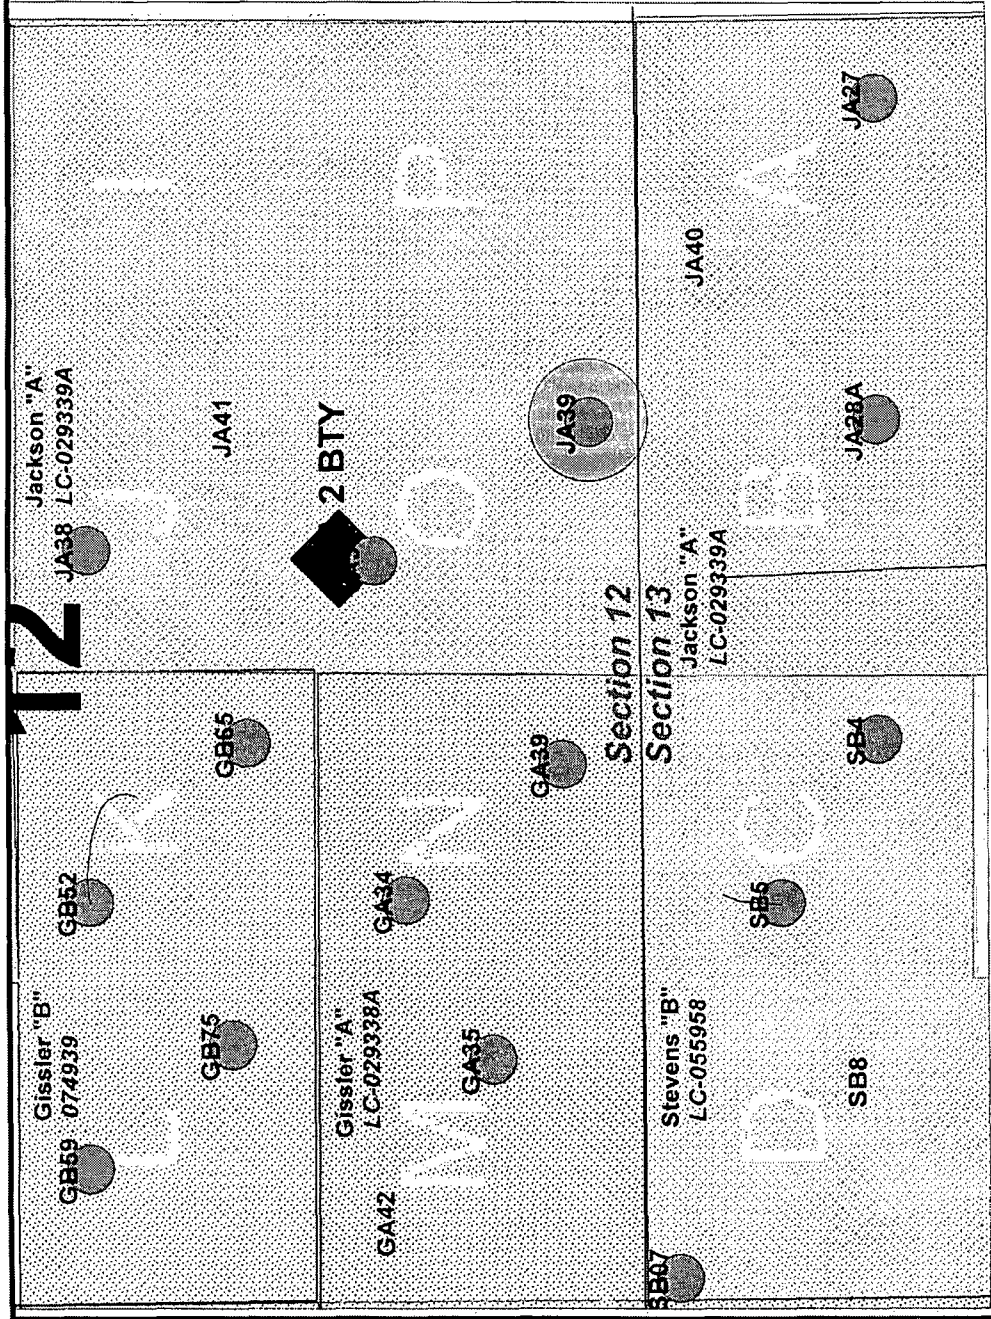 12
Gissler "B"
074939
Jackson "A"
LC-029339A
GB59
GB52
JA38
L
K
J
I
GB75
GB65
JA41
2 BTY
Gissler "A"
LC-029338A
GA42
GA34
M
N
O
P
GA35
GA39
JA39
Section 12
Section 13
SB07
Stevens "B"
LC-055958
Jackson "A"
LC-029339A
JA40
D
C
B
A
SB5
SB8
SB4
JA28A
JA27